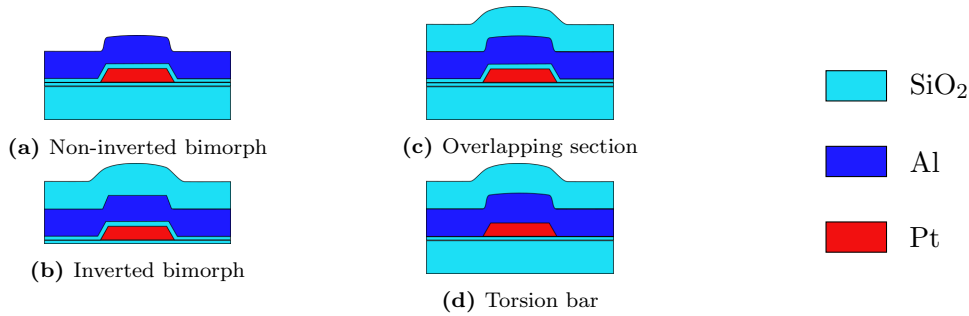 (a) Non-inverted bimorph
(b) Inverted bimorph
(c) Overlapping section
(d) Torsion bar
SiO₂
Al
Pt